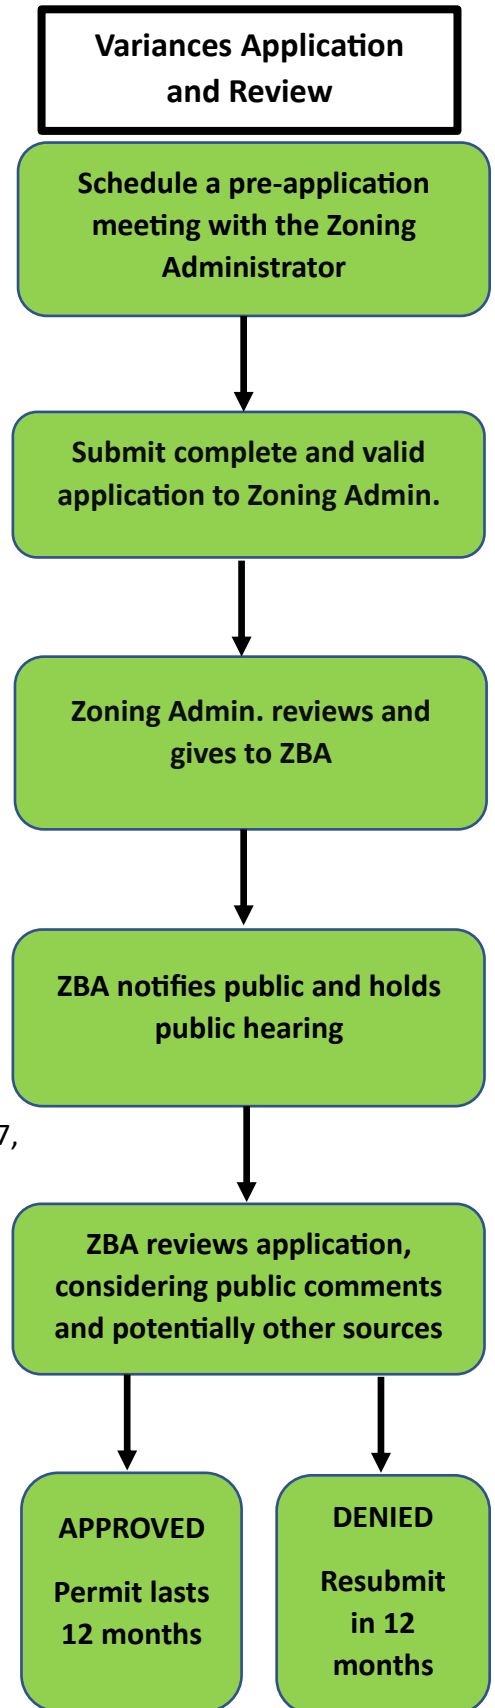 Variances Application
and Review
Schedule a pre-application
meeting with the Zoning
Administrator
Submit complete and valid
application to Zoning Admin.
Zoning Admin. reviews and
gives to ZBA
ZBA notifies public and holds
public hearing
7,
ZBA reviews application,
considering public comments
and potentially other sources
APPROVED
Permit lasts
12 months
DENIED
Resubmit
in 12
months